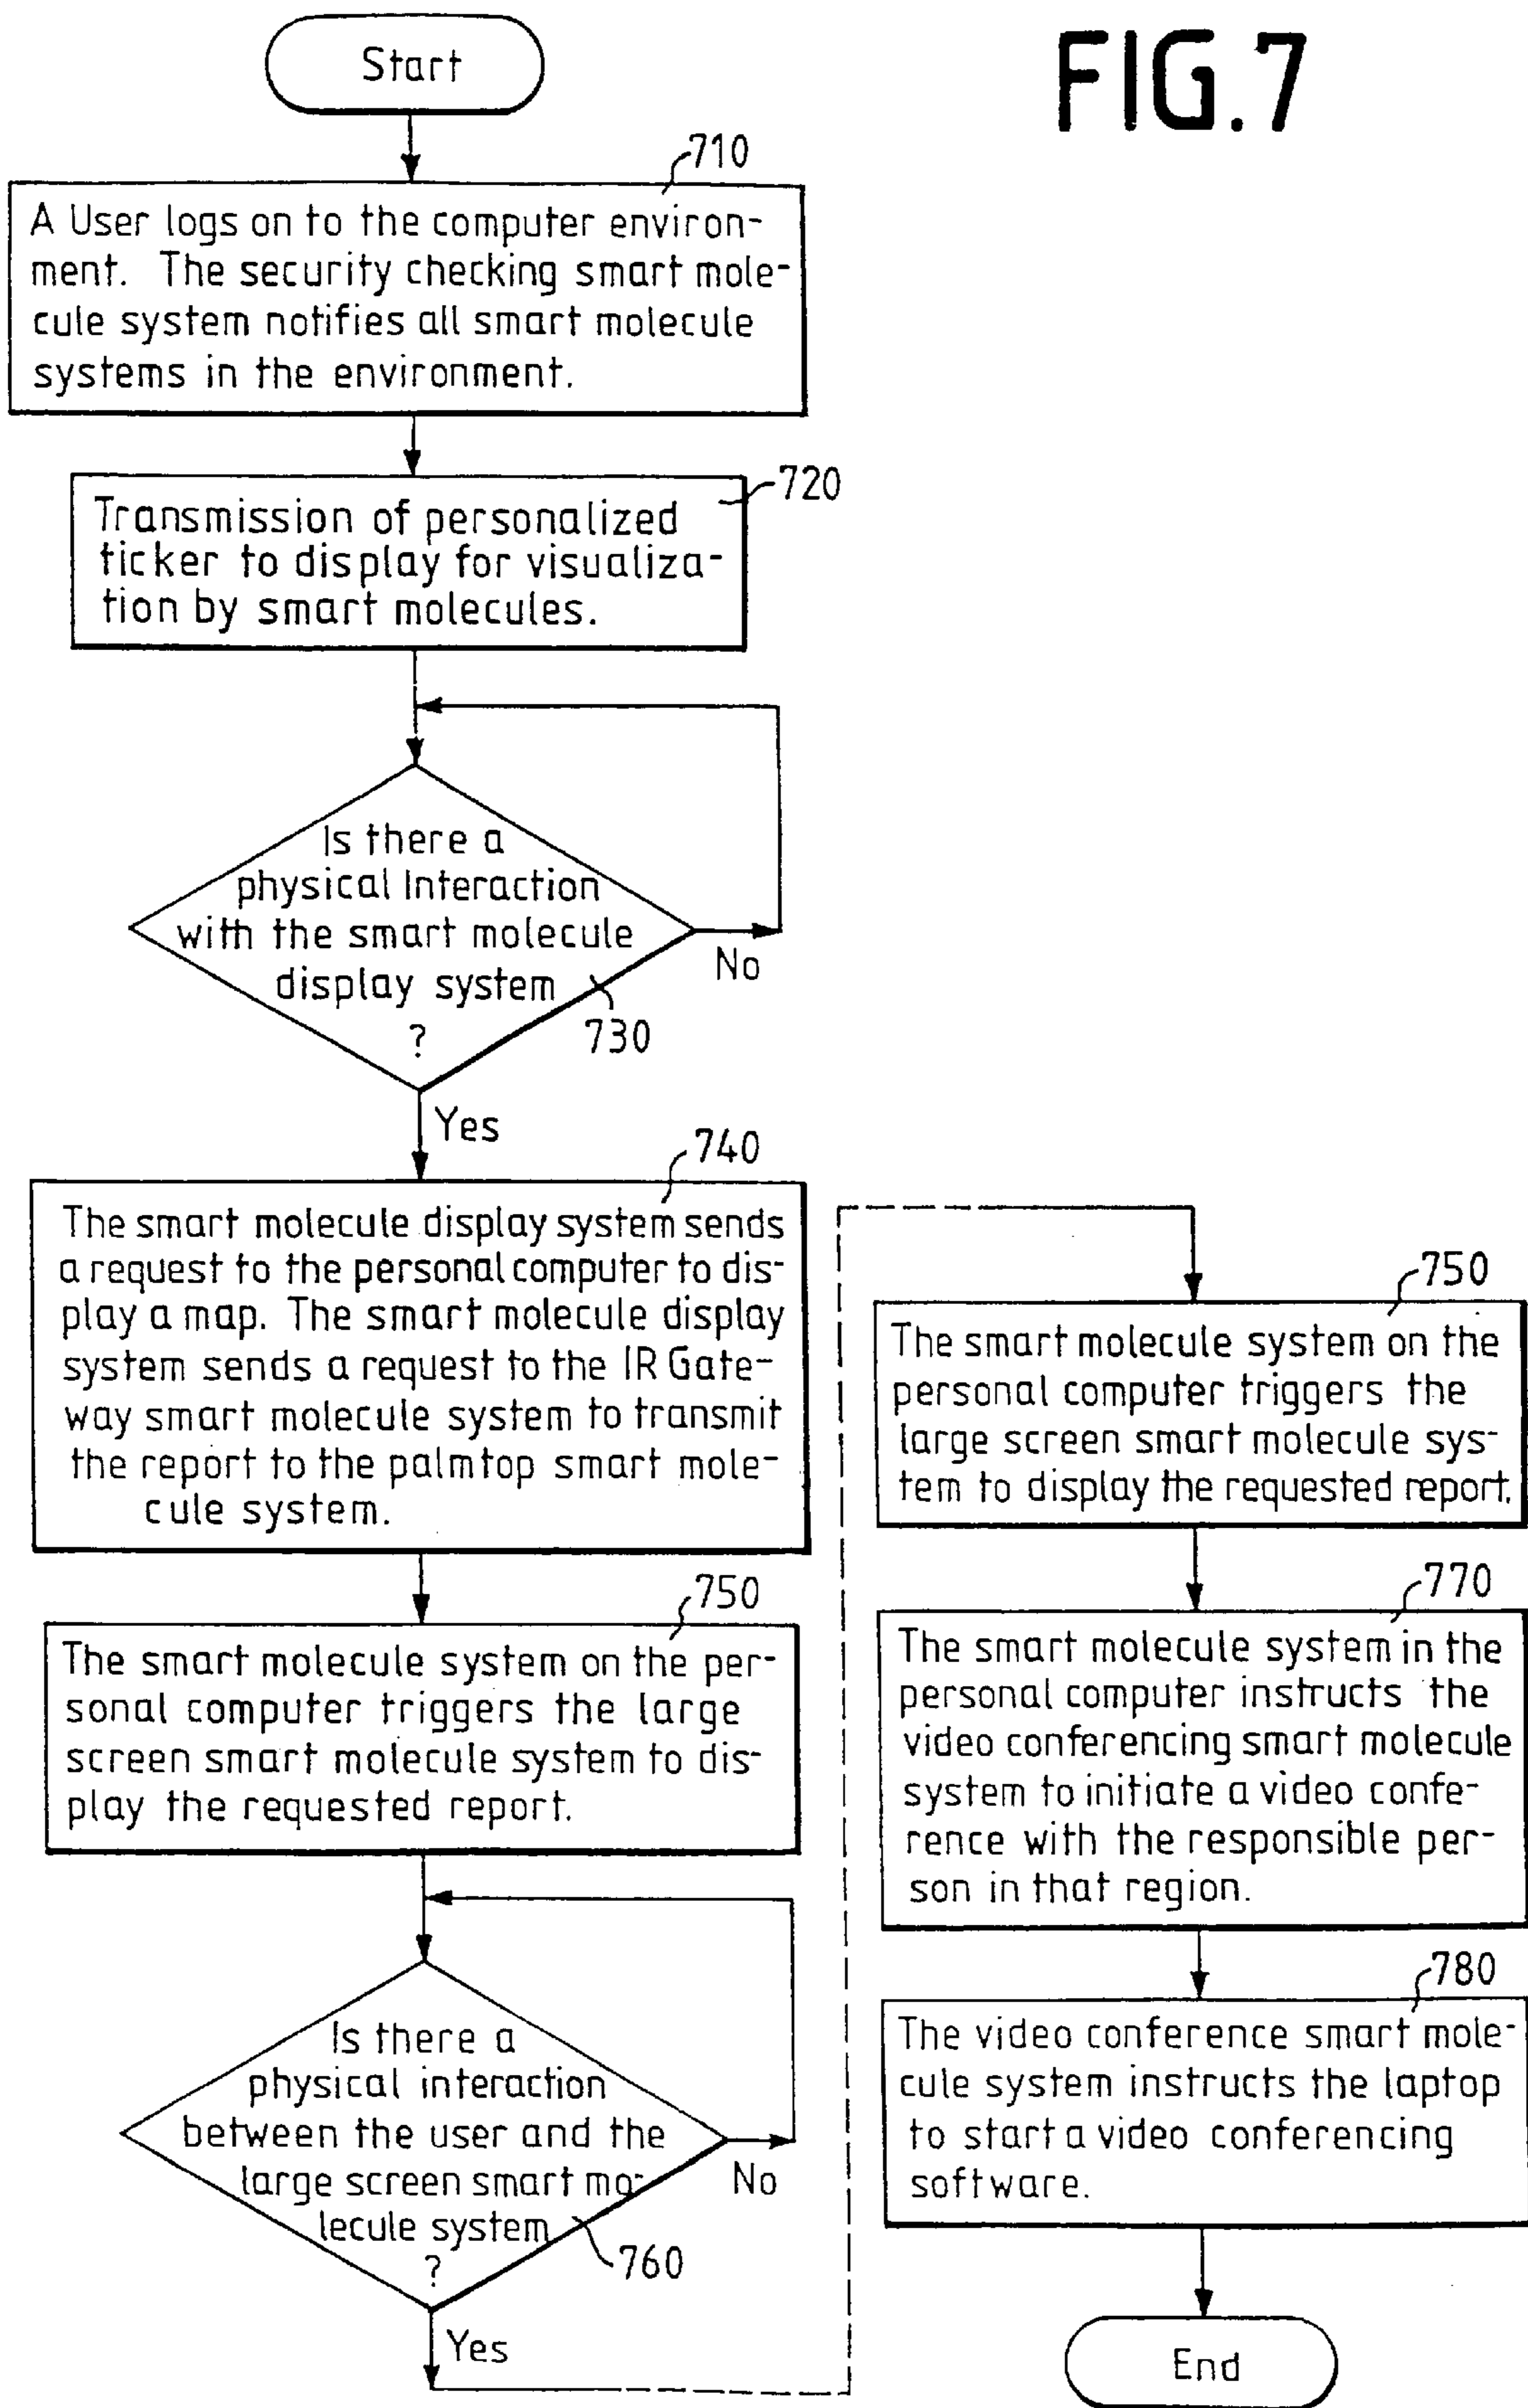 FIG.7
Start
710
A User logs on to the computer environ-
ment. The security checking smart mole-
cule system notifies all smart molecule
systems in the environment.
720
Transmission of personalized
ticker to display for visualiza-
tion by smart molecules.
Is there a
physical Interaction
with the smart molecule
display system
?
730
No
Yes
740
The smart molecule display system sends
a request to the personal computer to dis-
play a map. The smart molecule display
system sends a request to the IR Gate-
way smart molecule system to transmit
the report to the palmtop smart mole-
cule system.
750
The smart molecule system on the per-
sonal computer triggers the large
screen smart molecule system to dis-
play the requested report.
Is there a
physical interaction
between the user and the
large screen smart mo-
lecule system
?
760
No
Yes
750
The smart molecule system on the
personal computer triggers the
large screen smart molecule sys-
tem to display the requested report.
770
The smart molecule system in the
personal computer instructs the
video conferencing smart molecule
system to initiate a video confe-
rence with the responsible per-
son in that region.
780
The video conference smart mole-
cule system instructs the laptop
to start a video conferencing
software.
End